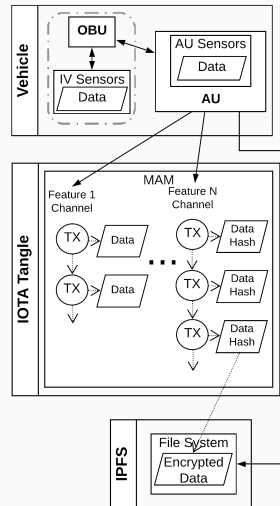 Vehicle
OBU
IV Sensors
Data
AU Sensors
Data
AU
IOTA Tangle
MAM
Feature 1
Channel
Feature N
Channel
TX
Data
TX
Data
...
TX
Data
Hash
TX
Data
Hash
TX
Data
Hash
IPFS
File System
Encrypted
Data